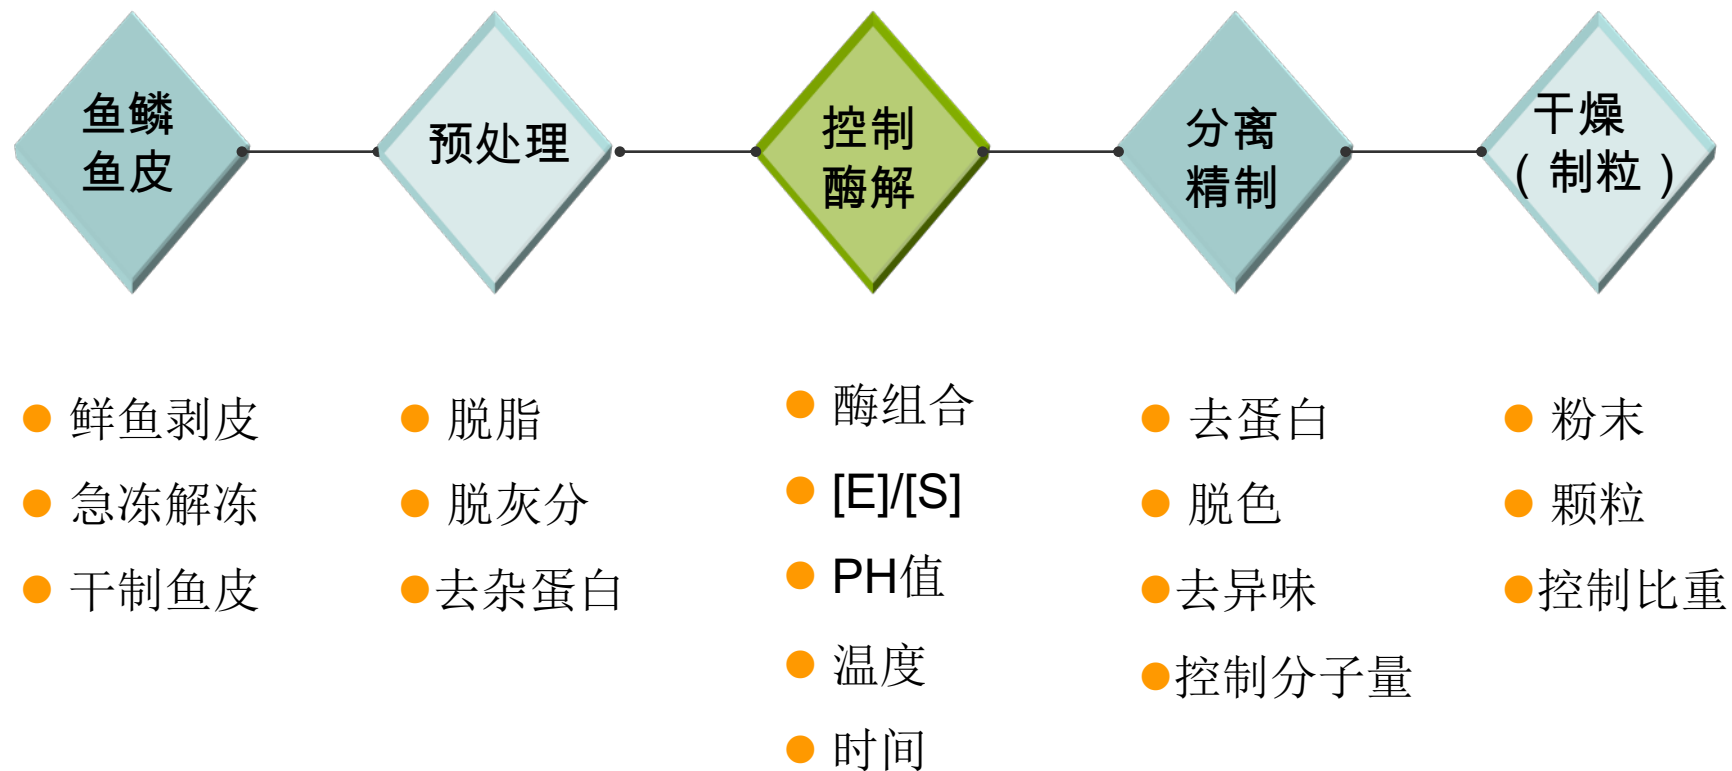 鱼鳞
鱼皮
预处理
控制
酶解
分离
精制
干燥
（制粒）
鲜鱼剥皮
急冻解冻
干制鱼皮
脱脂
脱灰分
去杂蛋白
酶组合
[E]/[S]
PH值
温度
时间
去蛋白
脱色
去异味
控制分子量
粉末
颗粒
控制比重